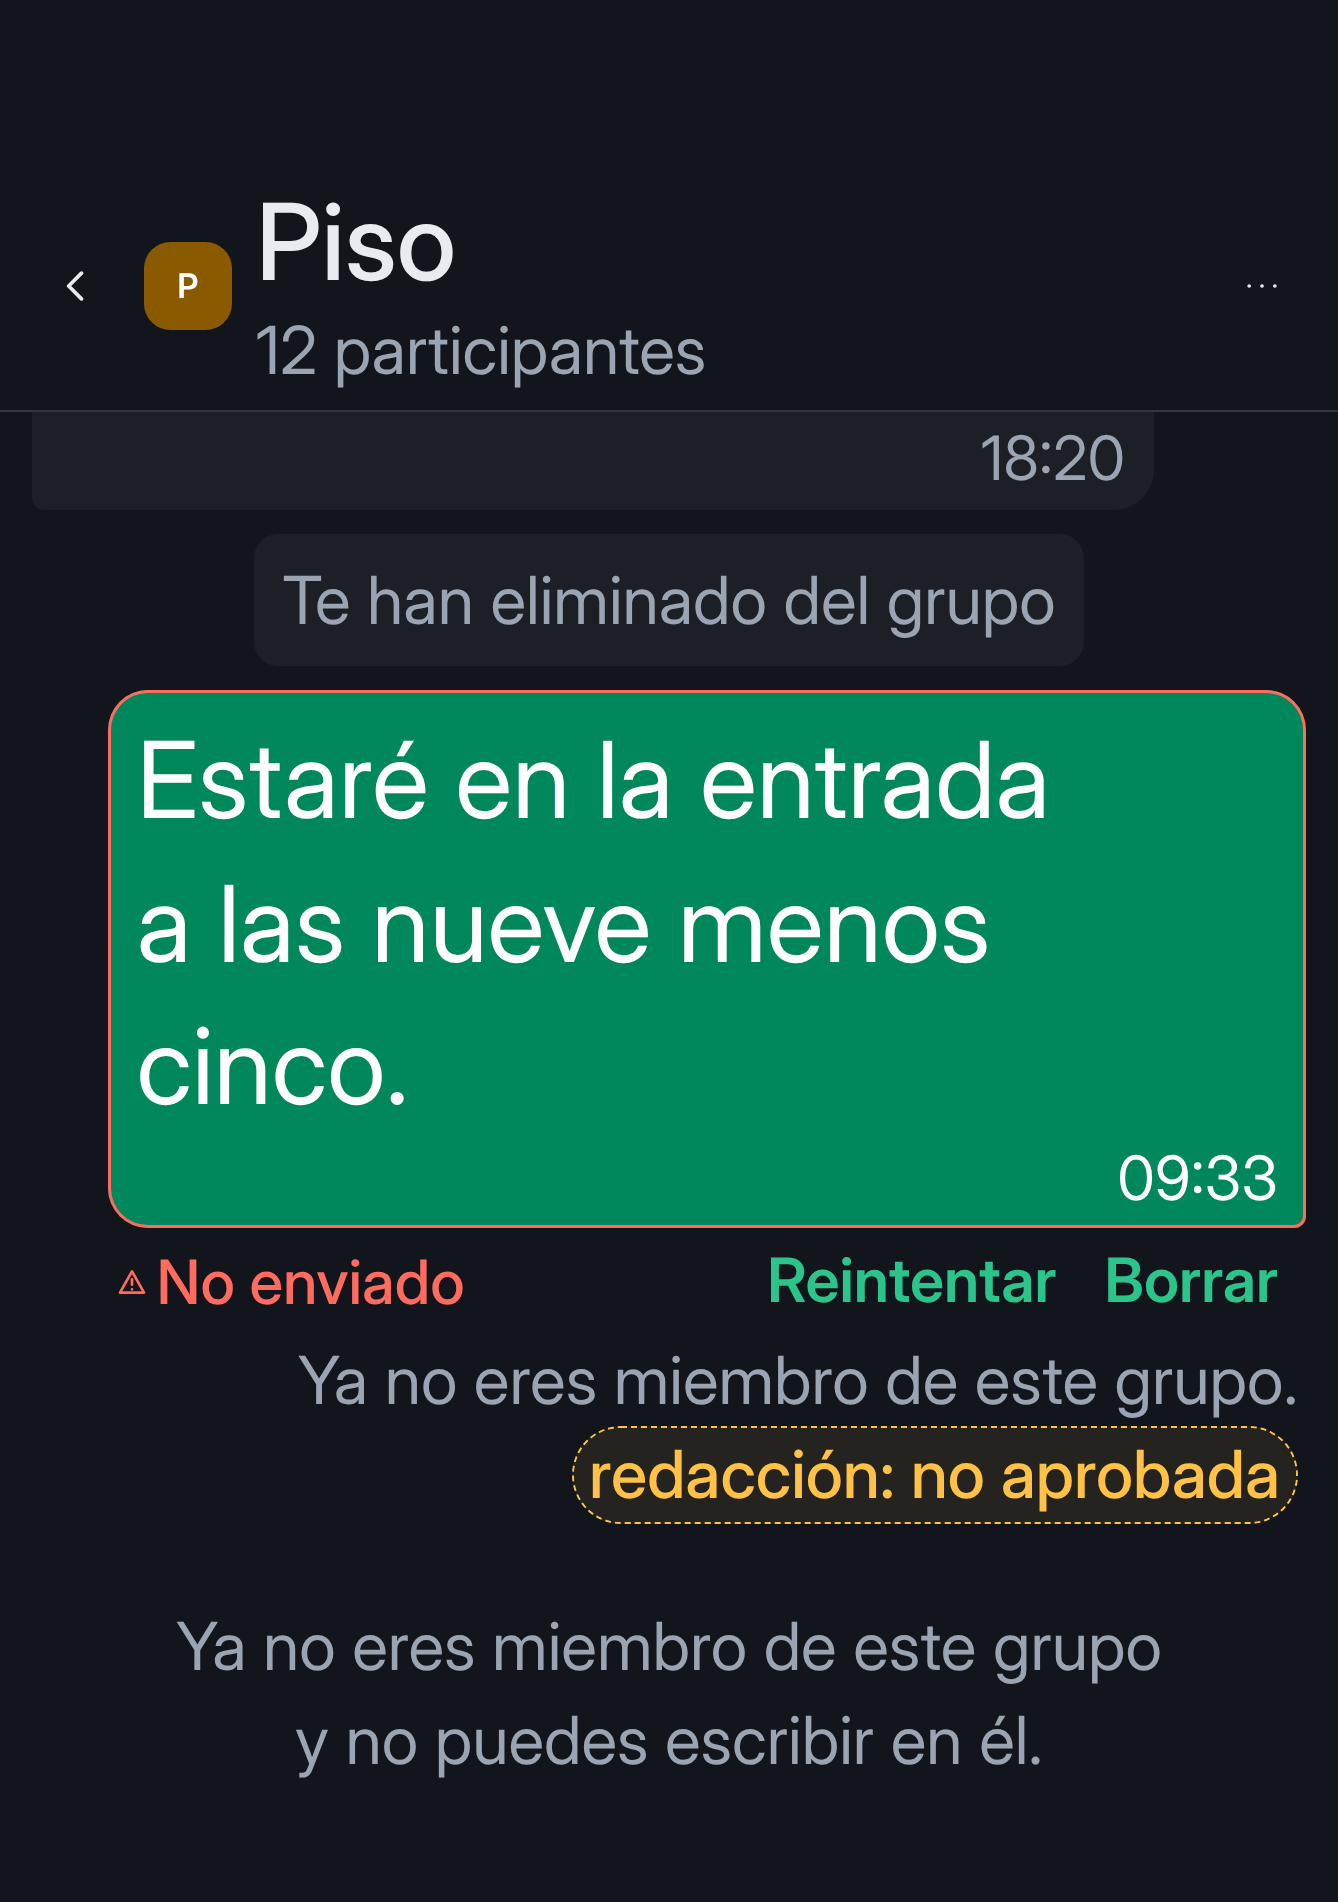 P
Piso
12 participantes
18:20
Te han eliminado del grupo
Estaré en la entrada
a las nueve menos
cinco.
09:33
No enviado
Reintentar
Borrar
Ya no eres miembro de este grupo.
redacción: no aprobada
Ya no eres miembro de este grupo
y no puedes escribir en él.